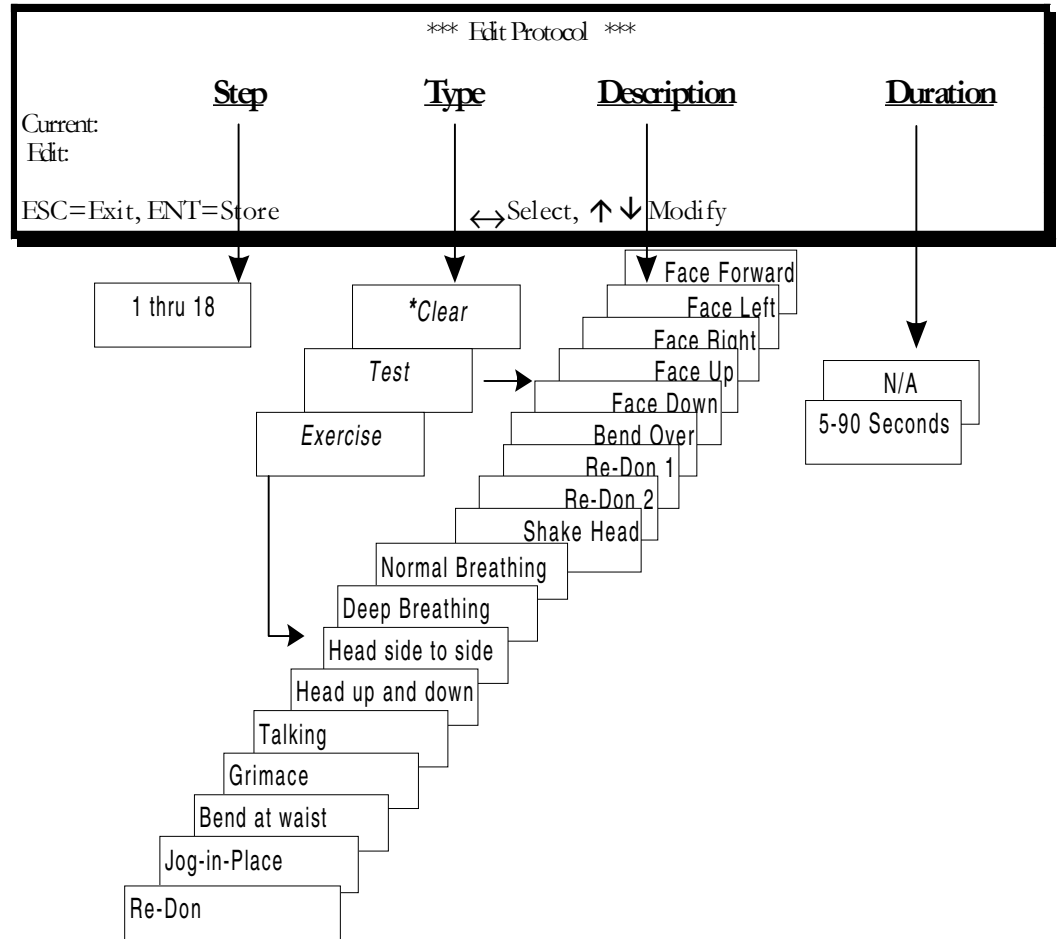 *** Edit Protocol ***
Step Type Description Duration
Current:
Edit:
ESC=Exit, ENT=Store ↔Select, ↑ ↓ Modify
1 thru 18
*Clear
Test
Exercise
Face Forward
Face Left
Face Right
Face Up
Face Down
Bend Over
Re-Don 1
Re-Don 2
Shake Head
Normal Breathing
Deep Breathing
Head side to side
Head up and down
Talking
Grimace
Bend at waist
Jog-in-Place
Re-Don
N/A
5-90 Seconds